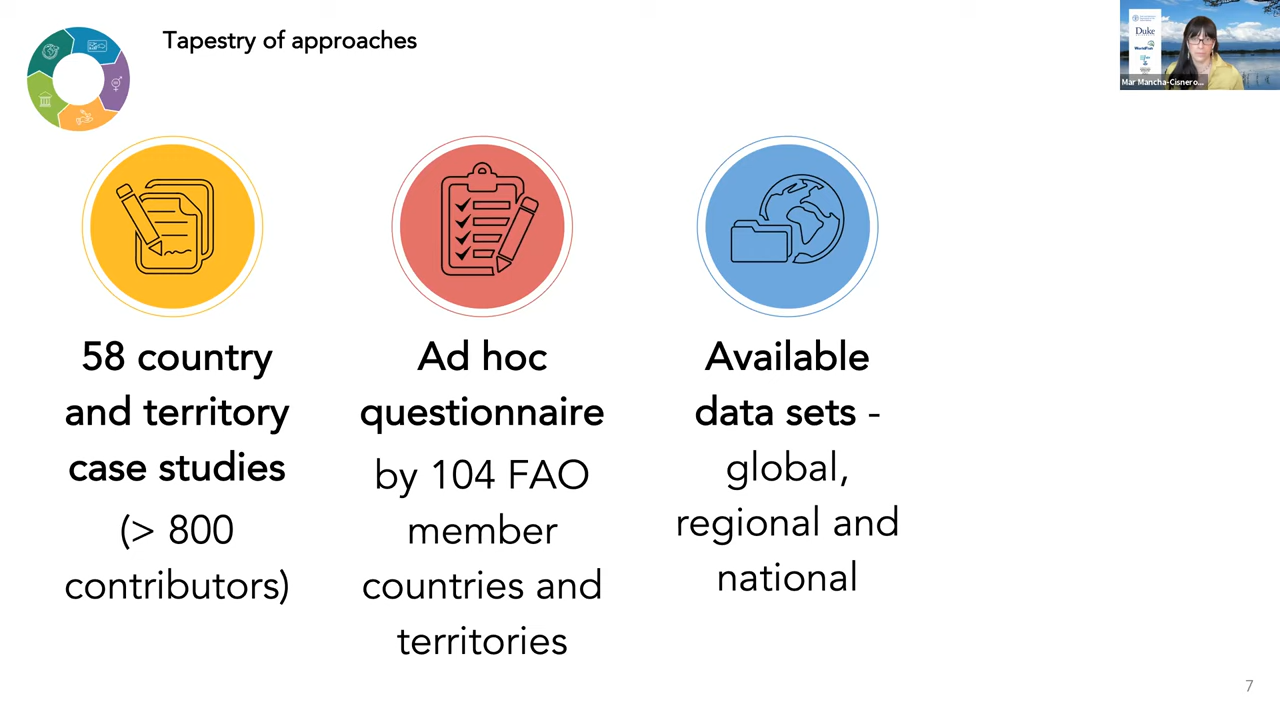 Tapestry of approaches
Duke
WorldFish
Mar Mancha-Cisnero...
58 country
and territory
case studies
(> 800
contributors)
Ad hoc
questionnaire
by 104 FAO
member
countries and
territories
Available
data sets -
global,
regional and
national
7